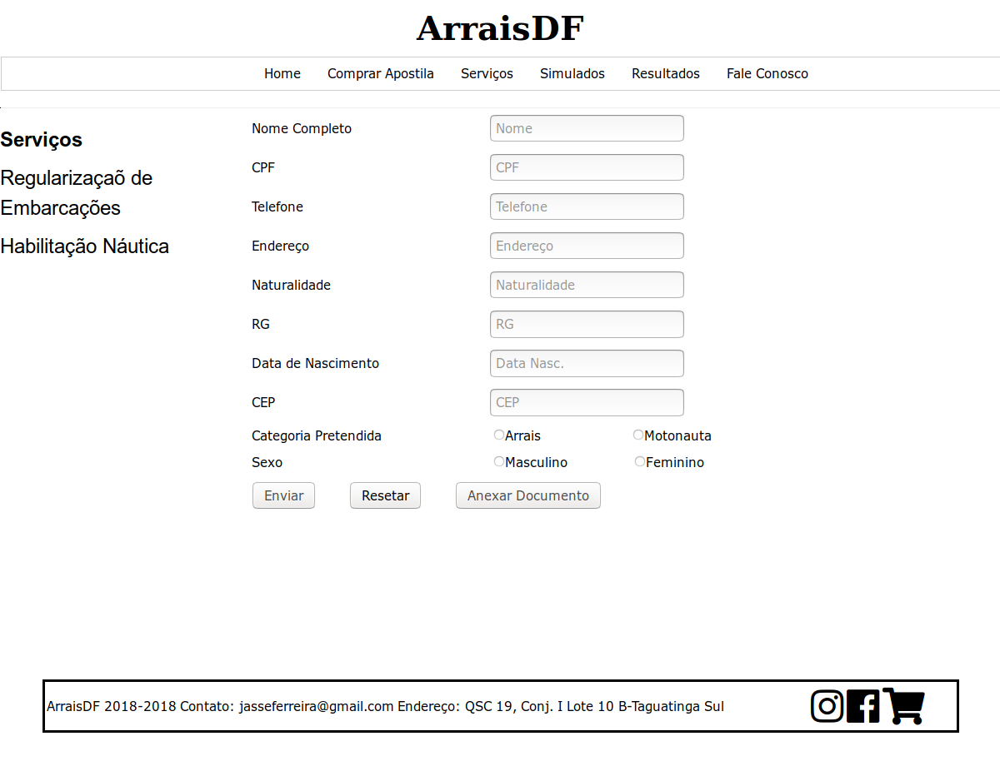 ArraisDF
Home Comprar Apostila Serviços Simulados Resultados Fale Conosco
Serviços
Regularizaçaõ de
Embarcações
Habilitação Náutica
Nome Completo Nome
CPF CPF
Telefone Telefone
Endereço Endereço
Naturalidade Naturalidade
RG RG
Data de Nascimento Data Nasc.
CEP CEP
Categoria Pretendida Arrais Motonauta
Sexo Masculino Feminino
Enviar Resetar Anexar Documento
ArraisDF 2018-2018 Contato: jasseferreira@gmail.com Endereço: QSC 19, Conj. I Lote 10 B-Taguatinga Sul